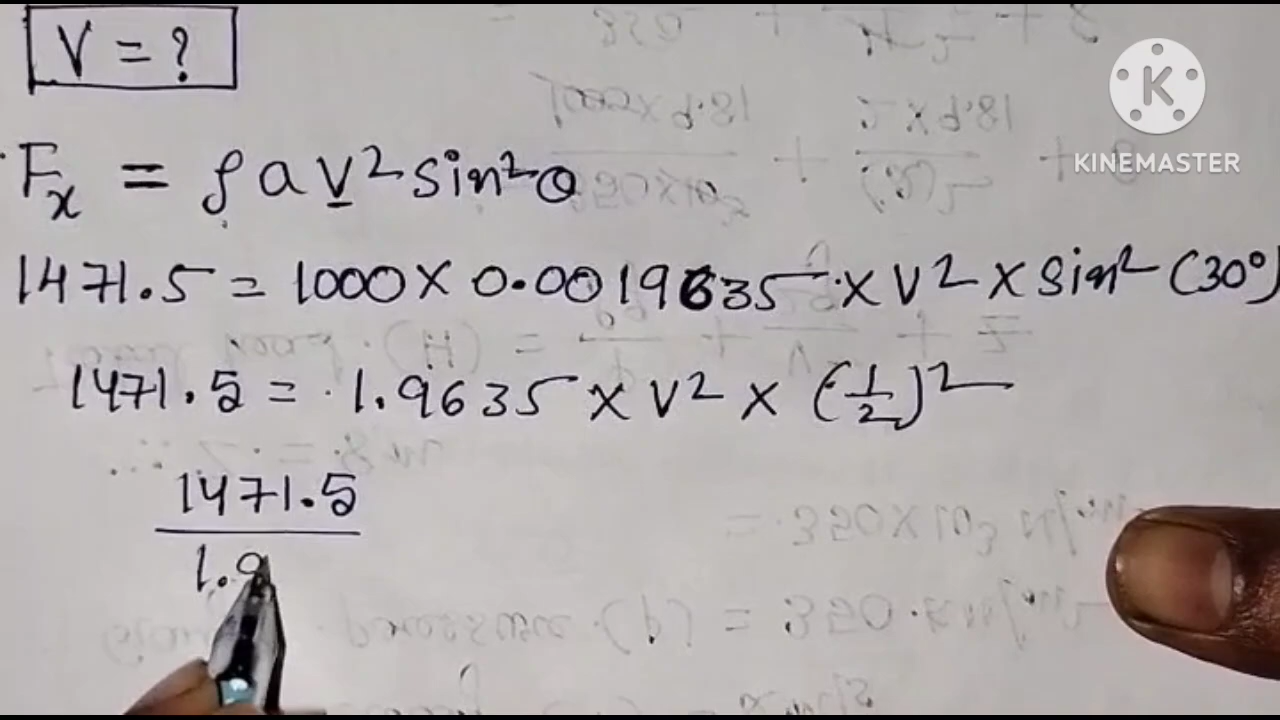 V = ?
KINEMASTER
Fx = ρ a V² sin²θ
1471.5 = 1000 × 0.0019635 × V² × sin² (30°)
1471.5 = 1.9635 × V² × (1/2)²
1471.5
1.9